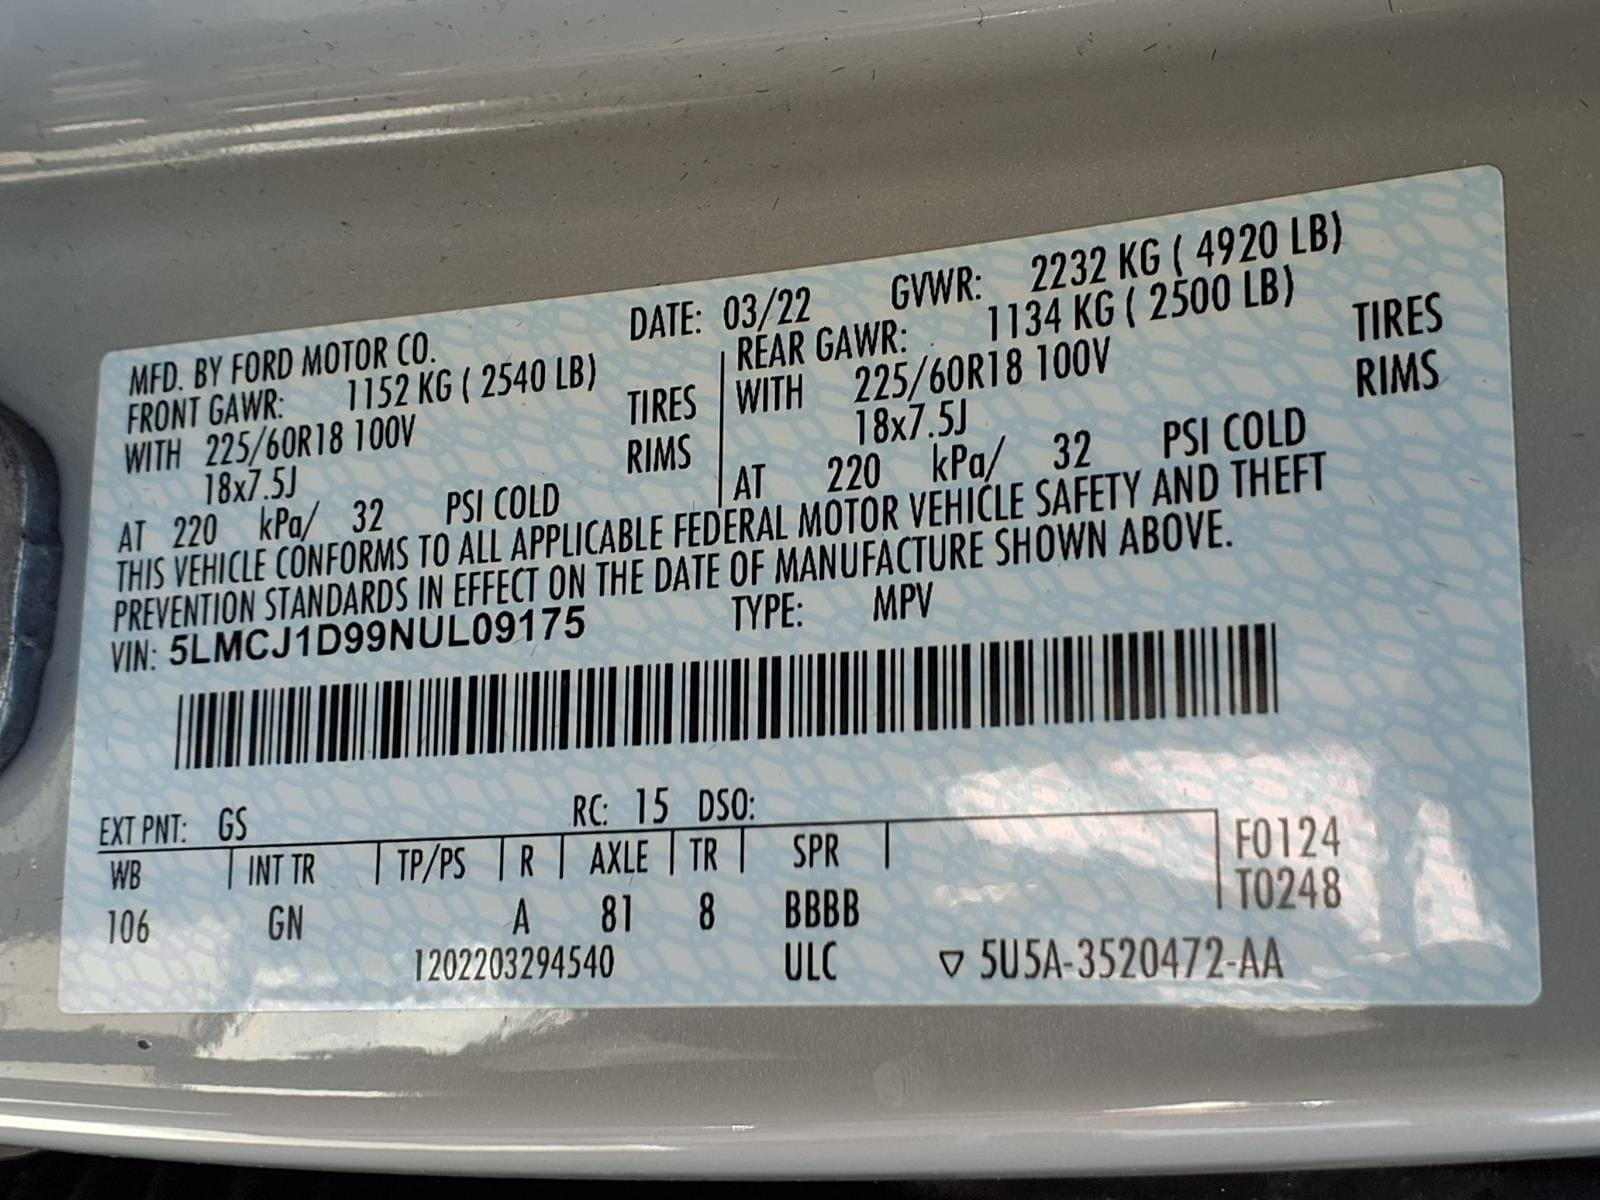 MFD. BY FORD MOTOR CO. DATE: 03/22 GVWR: 2232 KG ( 4920 LB)
FRONT GAWR: 1152 KG ( 2540 LB) REAR GAWR: 1134 KG ( 2500 LB)
WITH 225/60R18 100V TIRES WITH 225/60R18 100V TIRES
18x7.5J RIMS 18x7.5J RIMS
AT 220 kPa/ 32 PSI COLD AT 220 kPa/ 32 PSI COLD
THIS VEHICLE CONFORMS TO ALL APPLICABLE FEDERAL MOTOR VEHICLE SAFETY AND THEFT
PREVENTION STANDARDS IN EFFECT ON THE DATE OF MANUFACTURE SHOWN ABOVE.
VIN: 5LMCJ1D99NUL09175 TYPE: MPV
EXT PNT: GS RC: 15 DSO:
WB INT TR TP/PS R AXLE TR SPR F0124
106 GN A 81 8 BBBB T0248
1202203294540 ULC ▽ 5U5A-3520472-AA